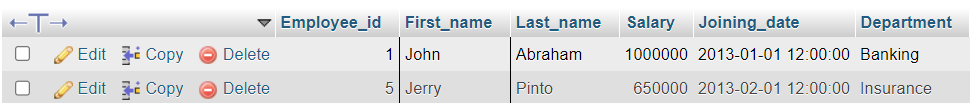 Employee_id First_name Last_name Salary Joining_date Department
Edit Copy Delete 1 John Abraham 1000000 2013-01-01 12:00:00 Banking
Edit Copy Delete 5 Jerry Pinto 650000 2013-02-01 12:00:00 Insurance